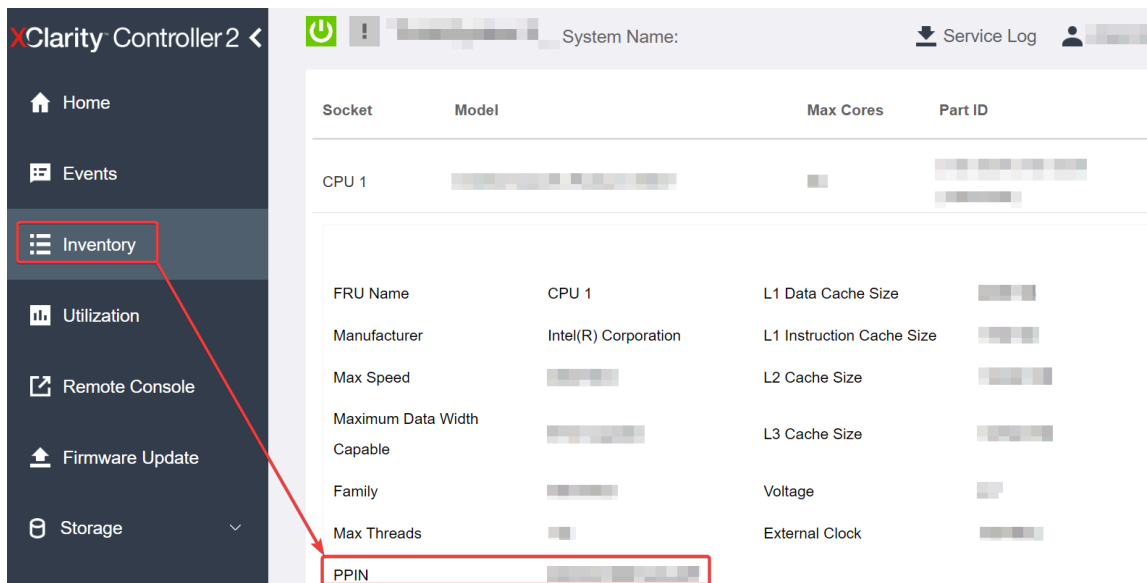 XClarity Controller 2
System Name:
Service Log
Home
Events
Inventory
Utilization
Remote Console
Firmware Update
Storage
Socket Model Max Cores Part ID
CPU 1
FRU Name CPU 1 L1 Data Cache Size
Manufacturer Intel(R) Corporation L1 Instruction Cache Size
Max Speed L2 Cache Size
Maximum Data Width
Capable
L3 Cache Size
Family Voltage
Max Threads External Clock
PPIN